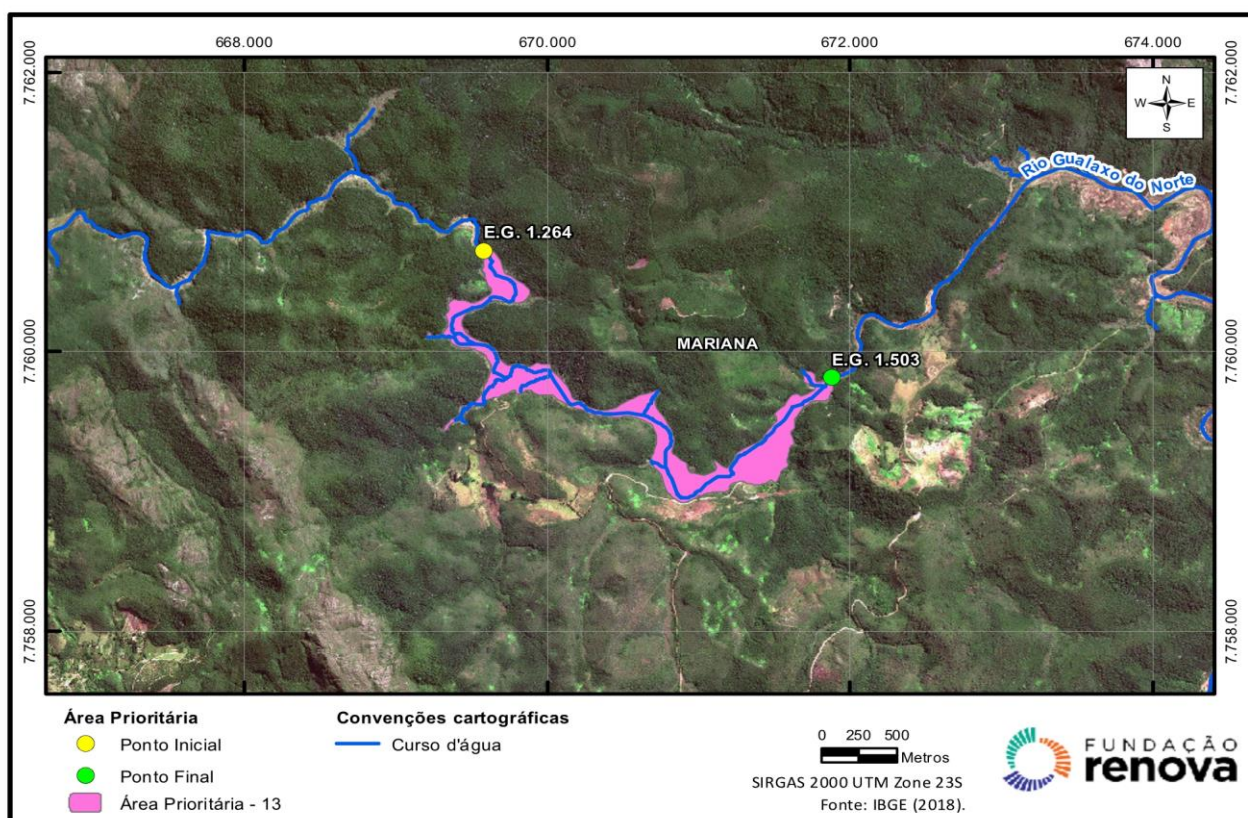 668.000 670.000 672.000 674.000
7.762.000 7.762.000
N
W E
S
Rio Gualaxo do Norte
E.G. 1.264
7.760.000 MARIANA 7.760.000
E.G. 1.503
7.758.000 7.758.000
Área Prioritária
Ponto Inicial
Ponto Final
Área Prioritária - 13
Convenções cartográficas
Curso d'água
0 250 500
Metros
SIRGAS 2000 UTM Zone 23S
Fonte: IBGE (2018).
FUNDAÇÃO
renova